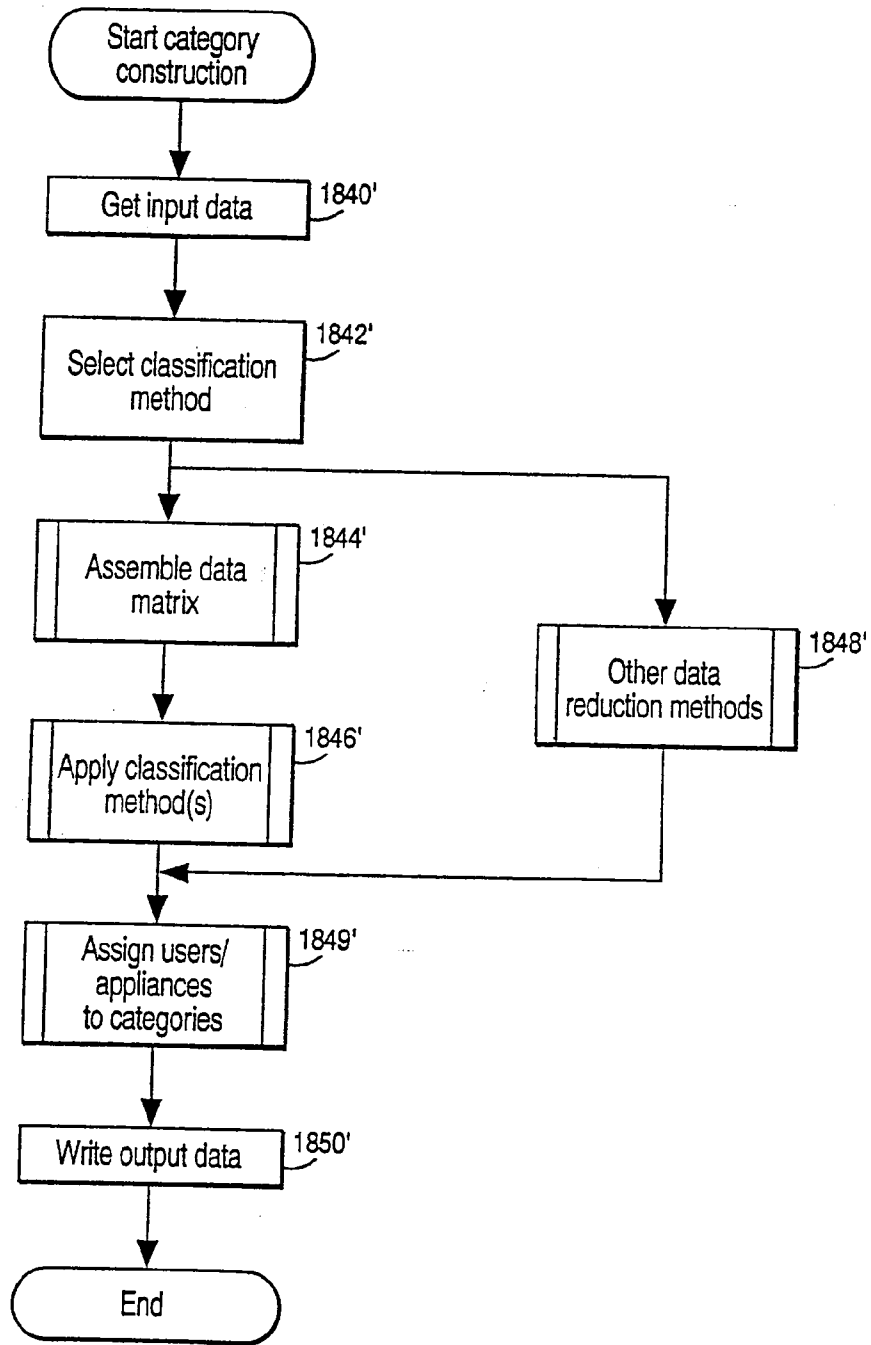 Start category
construction
Get input data
1840'
Select classification
method
1842'
Assemble data
matrix
1844'
Other data
reduction methods
1848'
Apply classification
method(s)
1846'
Assign users/
appliances
to categories
1849'
Write output data
1850'
End